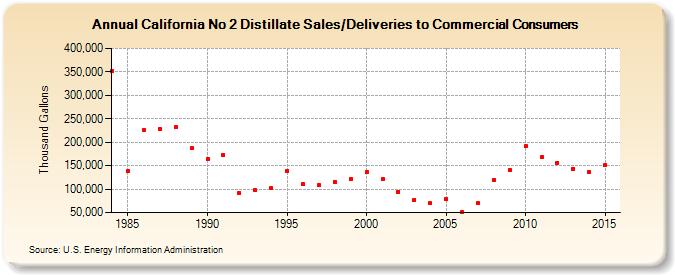 Annual California No 2 Distillate Sales/Deliveries to Commercial Consumers
Thousand Gallons
400,000
350,000
300,000
250,000
200,000
150,000
100,000
50,000
1985 1990 1995 2000 2005 2010 2015
Source: U.S. Energy Information Administration